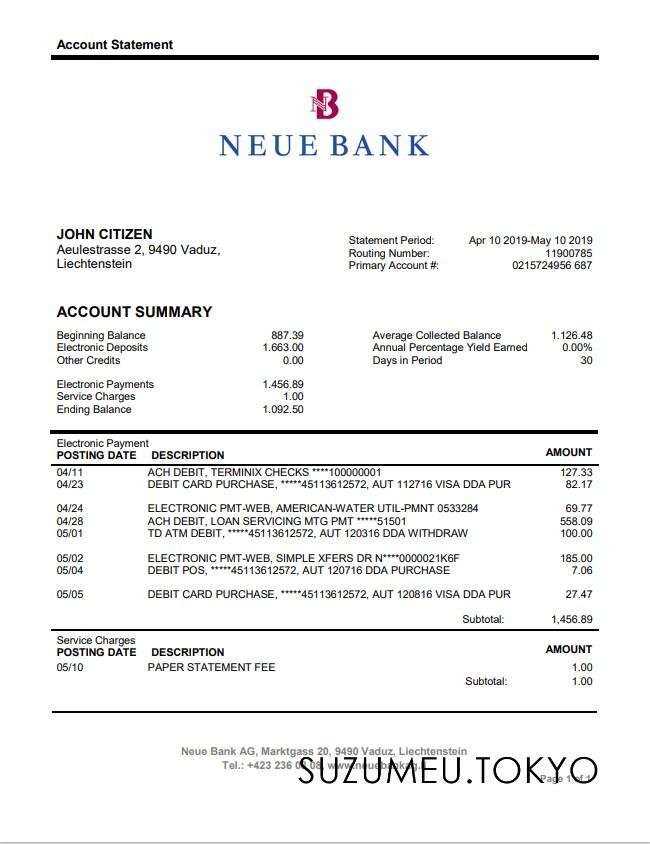 Account Statement
NB
NEUE BANK
JOHN CITIZEN
Aeulestrasse 2, 9490 Vaduz,
Liechtenstein
Statement Period: Apr 10 2019-May 10 2019
Routing Number: 11900785
Primary Account #: 0215724956 687
ACCOUNT SUMMARY
Beginning Balance 887.39 Average Collected Balance 1.126.48
Electronic Deposits 1.663.00 Annual Percentage Yield Earned 0.00%
Other Credits 0.00 Days in Period 30
Electronic Payments 1.456.89
Service Charges 1.00
Ending Balance 1.092.50
Electronic Payment
POSTING DATE DESCRIPTION AMOUNT
04/11 ACH DEBIT, TERMINIX CHECKS ****100000001 127.33
04/23 DEBIT CARD PURCHASE, *****45113612572, AUT 112716 VISA DDA PUR 82.17
04/24 ELECTRONIC PMT-WEB, AMERICAN-WATER UTIL-PMNT 0533284 69.77
04/28 ACH DEBIT, LOAN SERVICING MTG PMT *****51501 558.09
05/01 TD ATM DEBIT, *****45113612572, AUT 120316 DDA WITHDRAW 100.00
05/02 ELECTRONIC PMT-WEB, SIMPLE XFERS DR N****0000021K6F 185.00
05/04 DEBIT POS, *****45113612572, AUT 120716 DDA PURCHASE 7.06
05/05 DEBIT CARD PURCHASE, *****45113612572, AUT 120816 VISA DDA PUR 27.47
Subtotal: 1,456.89
Service Charges
POSTING DATE DESCRIPTION AMOUNT
05/10 PAPER STATEMENT FEE 1.00
Subtotal: 1.00
Neue Bank AG, Marktgass 20, 9490 Vaduz, Liechtenstein
Tel.: +423 236 08,
SUZUMEU.TOKYO
Page 1 of 1